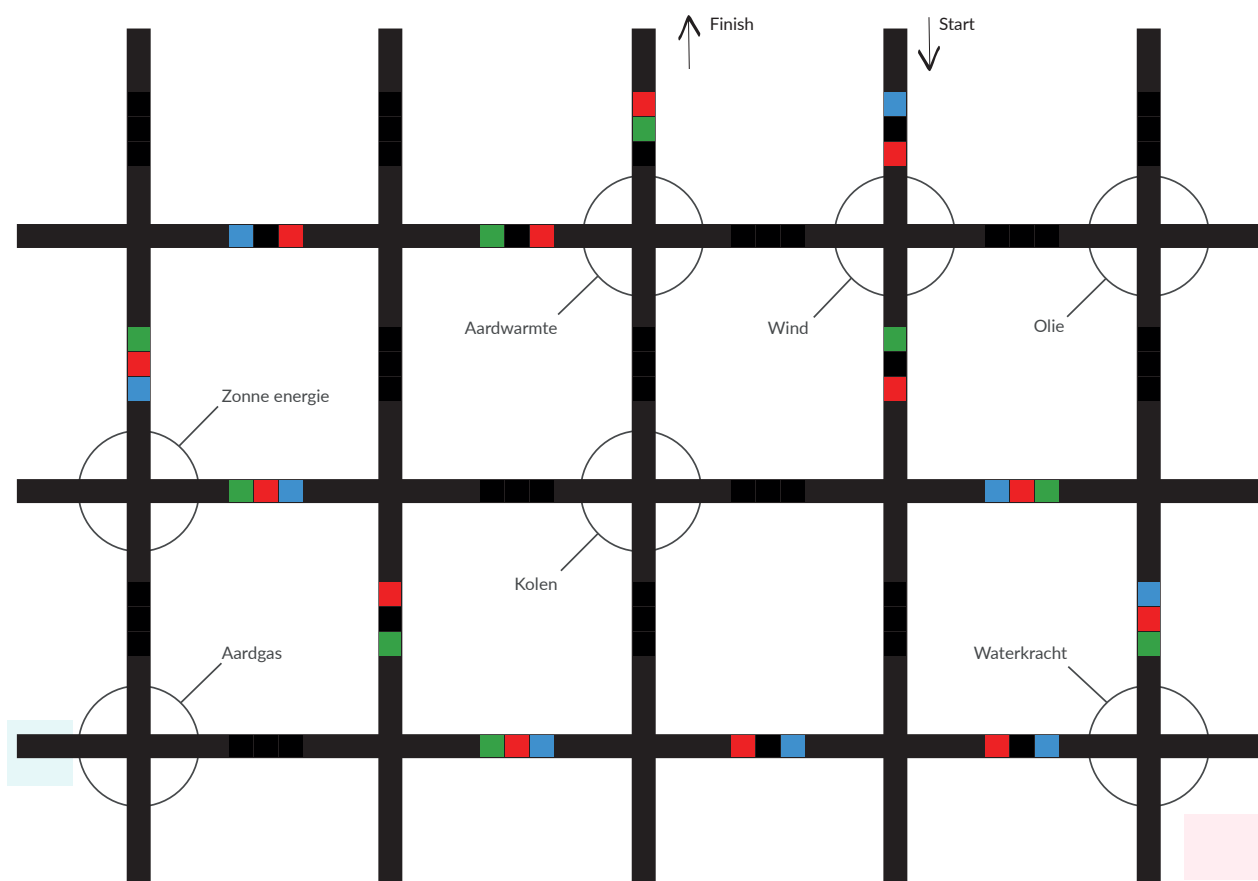 Finish
Start
Aardwarmte
Wind
Olie
Zonne energie
Kolen
Aardgas
Waterkracht